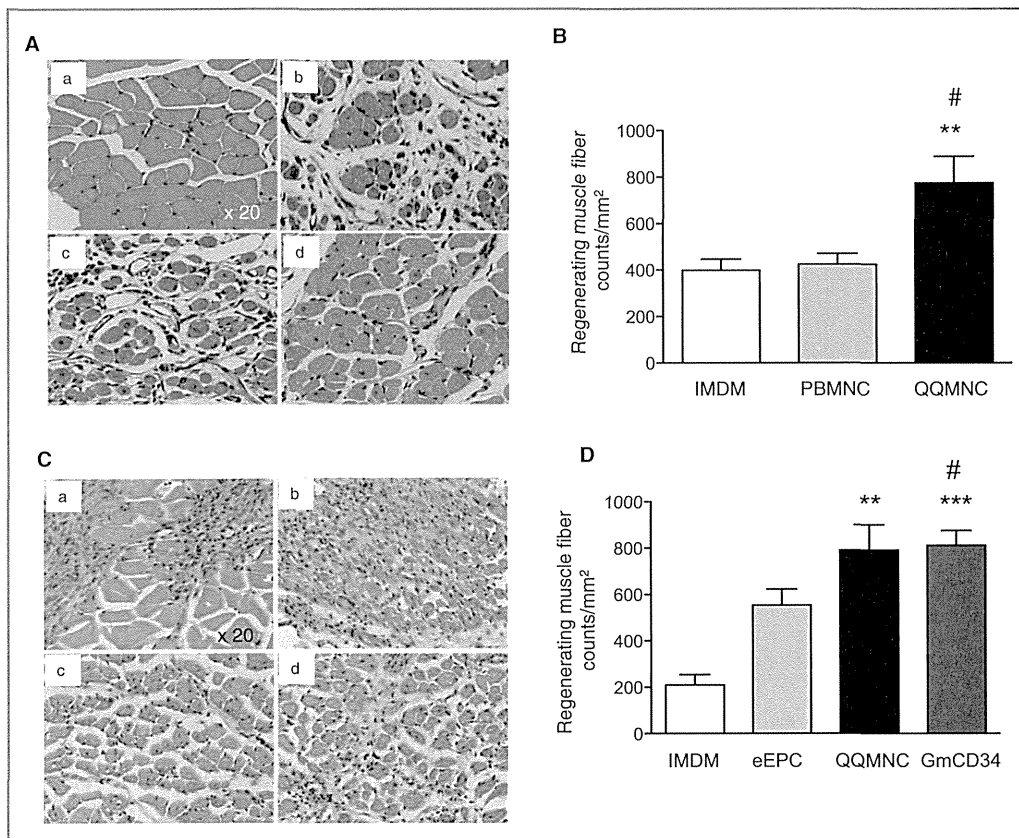 A
a
b
x 20
c
d
B
Regenerating muscle fiber
counts/mm²
#
**
1000
800
600
400
200
0
IMDM PBMNC QQMNC
C
a
b
x 20
c
d
D
Regenerating muscle fiber
counts/mm²
#
** ***
1000
800
600
400
200
0
IMDM eEPC QQMNC GmCD34